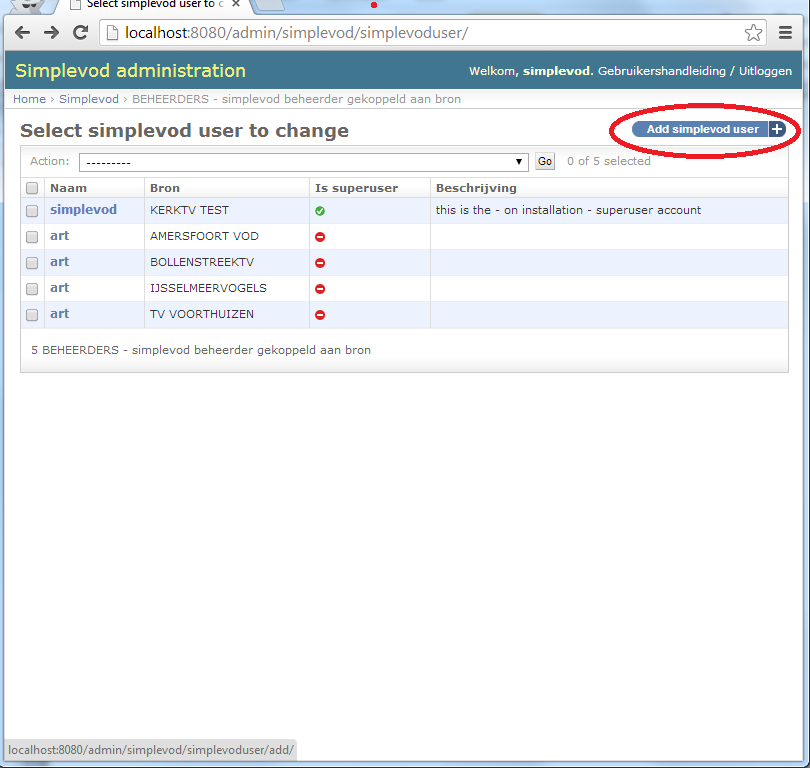 Select simplevod user to c
localhost:8080/admin/simplevod/simplevoduser/
Simplevod administration
Welkom, simplevod. Gebruikershandleiding / Uitloggen
Home › Simplevod › BEHEERDERS - simplevod beheerder gekoppeld aan bron
Select simplevod user to change
Add simplevod user +
Action: --------- Go 0 of 5 selected
Naam Bron Is superuser Beschrijving
simplevod KERKTV TEST this is the - on installation - superuser account
art AMERSFOORT VOD
art BOLLENSTREEKTV
art IJSSELMEERVOGELS
art TV VOORTHUIZEN
5 BEHEERDERS - simplevod beheerder gekoppeld aan bron
localhost:8080/admin/simplevod/simplevoduser/add/